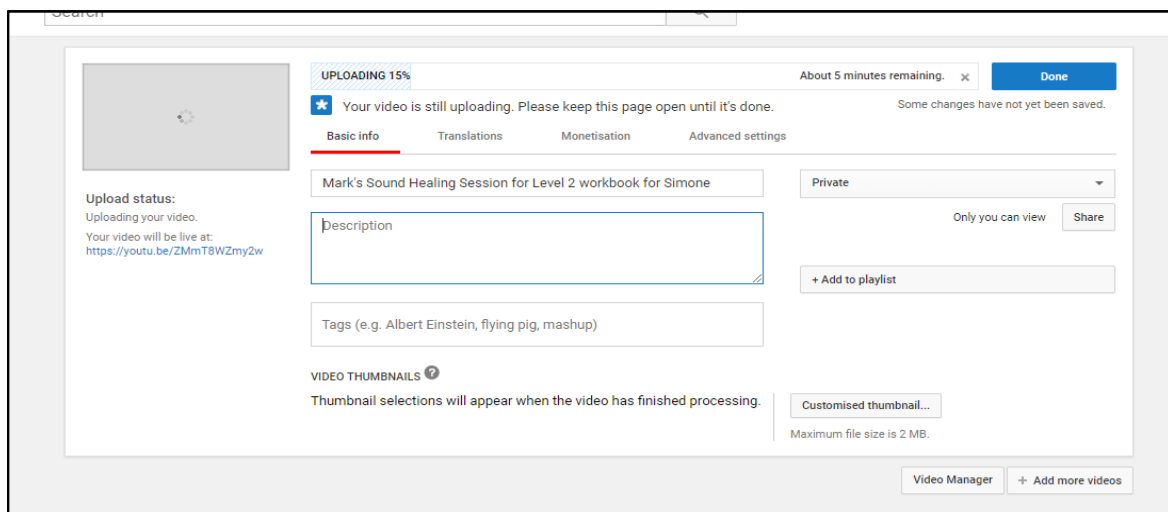 Search
UPLOADING 15%
About 5 minutes remaining.
Done
Your video is still uploading. Please keep this page open until it's done.
Some changes have not yet been saved.
Basic info
Translations
Monetisation
Advanced settings
Upload status:
Uploading your video.
Your video will be live at:
https://youtu.be/ZMmT8WZmy2w
Mark's Sound Healing Session for Level 2 workbook for Simone
Private
Description
Only you can view
Share
+ Add to playlist
Tags (e.g. Albert Einstein, flying pig, mashup)
VIDEO THUMBNAILS ?
Thumbnail selections will appear when the video has finished processing.
Customised thumbnail...
Maximum file size is 2 MB.
Video Manager
+ Add more videos